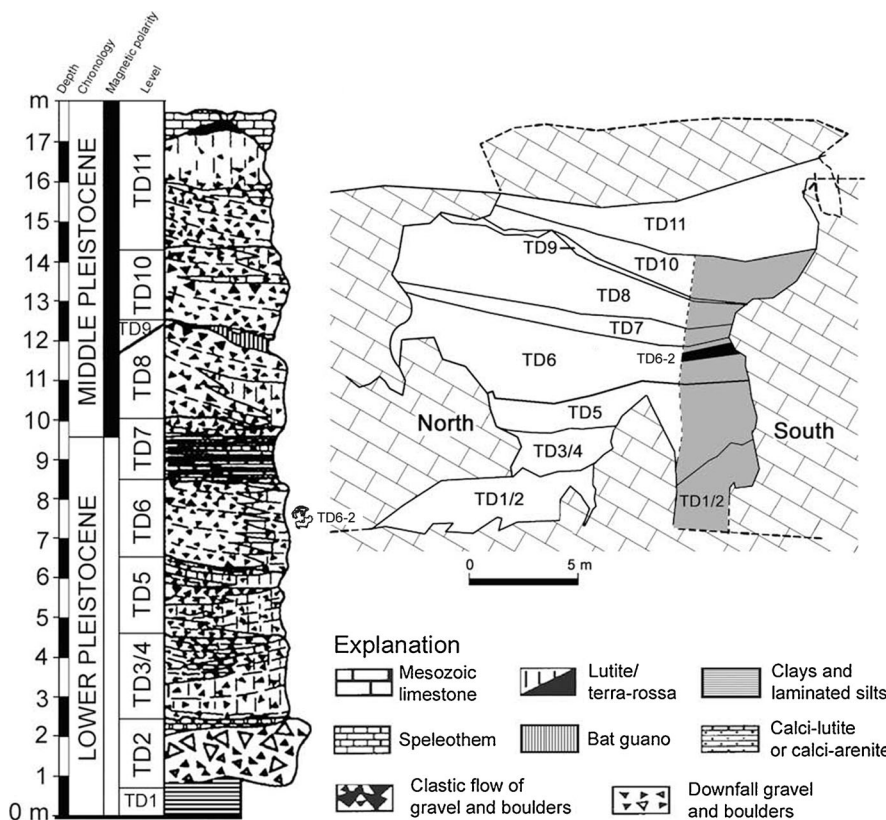 Depth
Chronology
Magnetic polarity
Level
m
17
16
15
14
13
12
11
10
9
8
7
6
5
4
3
2
1
0 m
MIDDLE PLEISTOCENE
LOWER PLEISTOCENE
TD11
TD10
TD9
TD8
TD7
TD6
TD5
TD3/4
TD2
TD1
TD6-2
TD11
TD9
TD10
TD8
TD7
TD6-2
TD6
TD5
North
South
TD3/4
TD1/2
TD1/2
0
5 m
Explanation
Mesozoic
limestone
Lutite/
terra-rossa
Clays and
laminated silts
Speleothem
Bat guano
Calci-lutite
or calci-arenite
Clastic flow of
gravel and boulders
Downfall gravel
and boulders